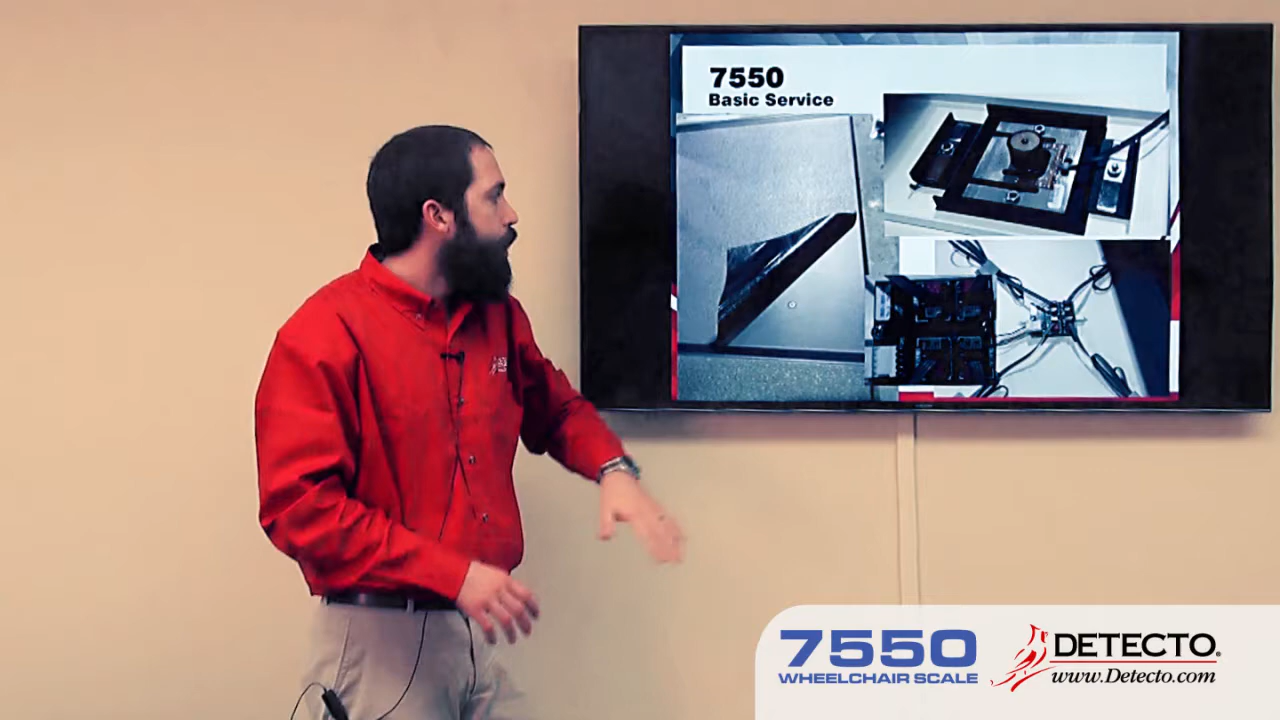 7550
Basic Service
7550
WHEELCHAIR SCALE
DETECTO®
www.Detecto.com